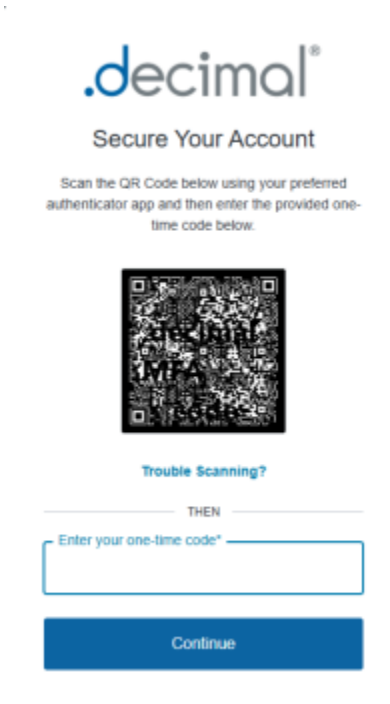 .decimal®
Secure Your Account
Scan the QR Code below using your preferred
authenticator app and then enter the provided one-
time code below.
decimal
MFA
code
Trouble Scanning?
THEN
Enter your one-time code*
Continue